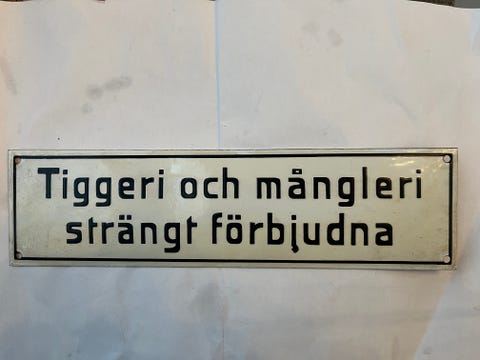 Tiggeri och mångleri
strängt förbjudna